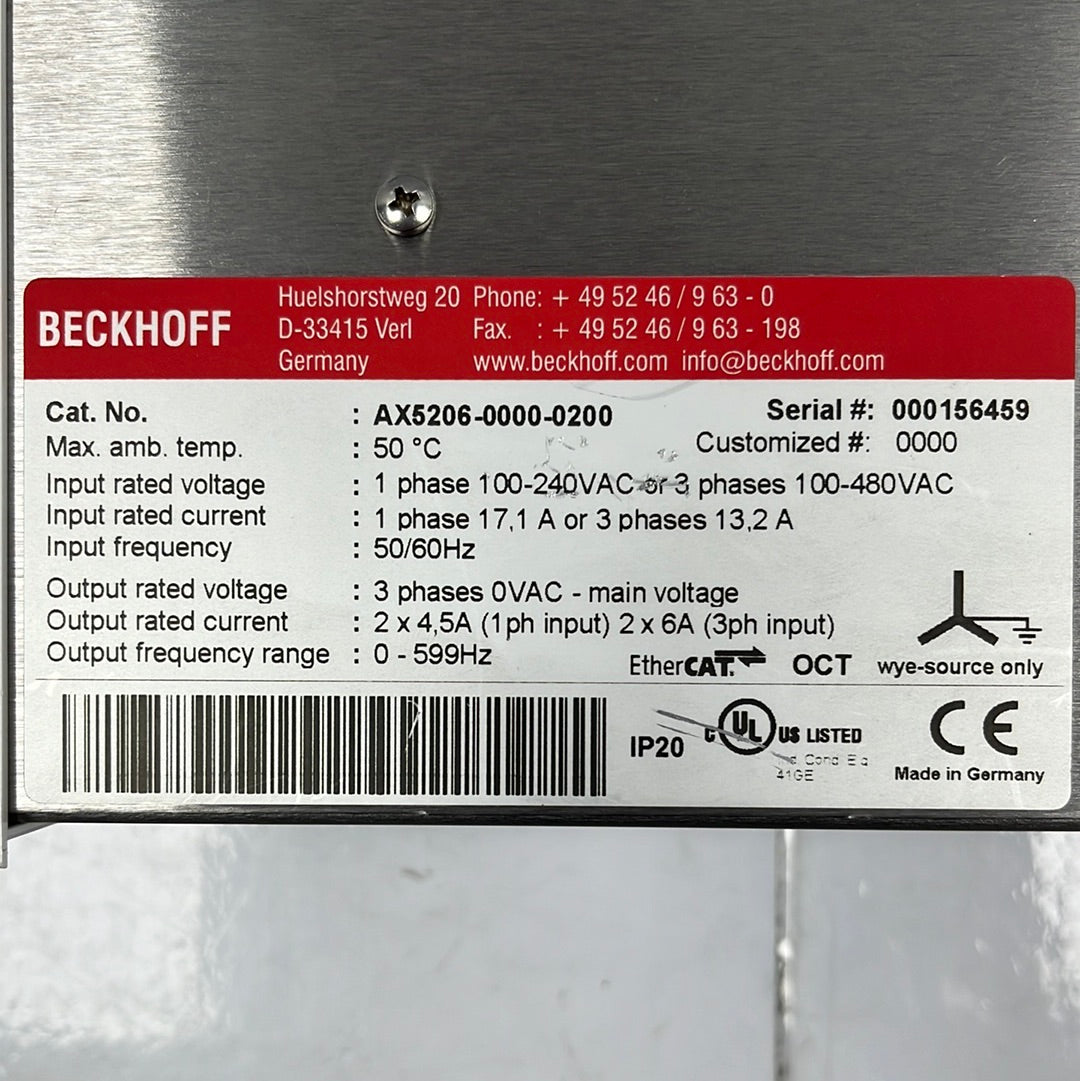 BECKHOFF
Huelshorstweg 20 Phone: + 49 52 46 / 9 63 - 0
D-33415 Verl Fax. : + 49 52 46 / 9 63 - 198
Germany www.beckhoff.com info@beckhoff.com
Cat. No. : AX5206-0000-0200 Serial #: 000156459
Max. amb. temp. : 50 °C Customized #: 0000
Input rated voltage : 1 phase 100-240VAC or 3 phases 100-480VAC
Input rated current : 1 phase 17,1 A or 3 phases 13,2 A
Input frequency : 50/60Hz
Output rated voltage : 3 phases 0VAC - main voltage
Output rated current : 2 x 4,5A (1ph input) 2 x 6A (3ph input)
Output frequency range : 0 - 599Hz
EtherCAT. OCT wye-source only
IP20 c UL US LISTED CE
Cond Eq
41GE
Made in Germany